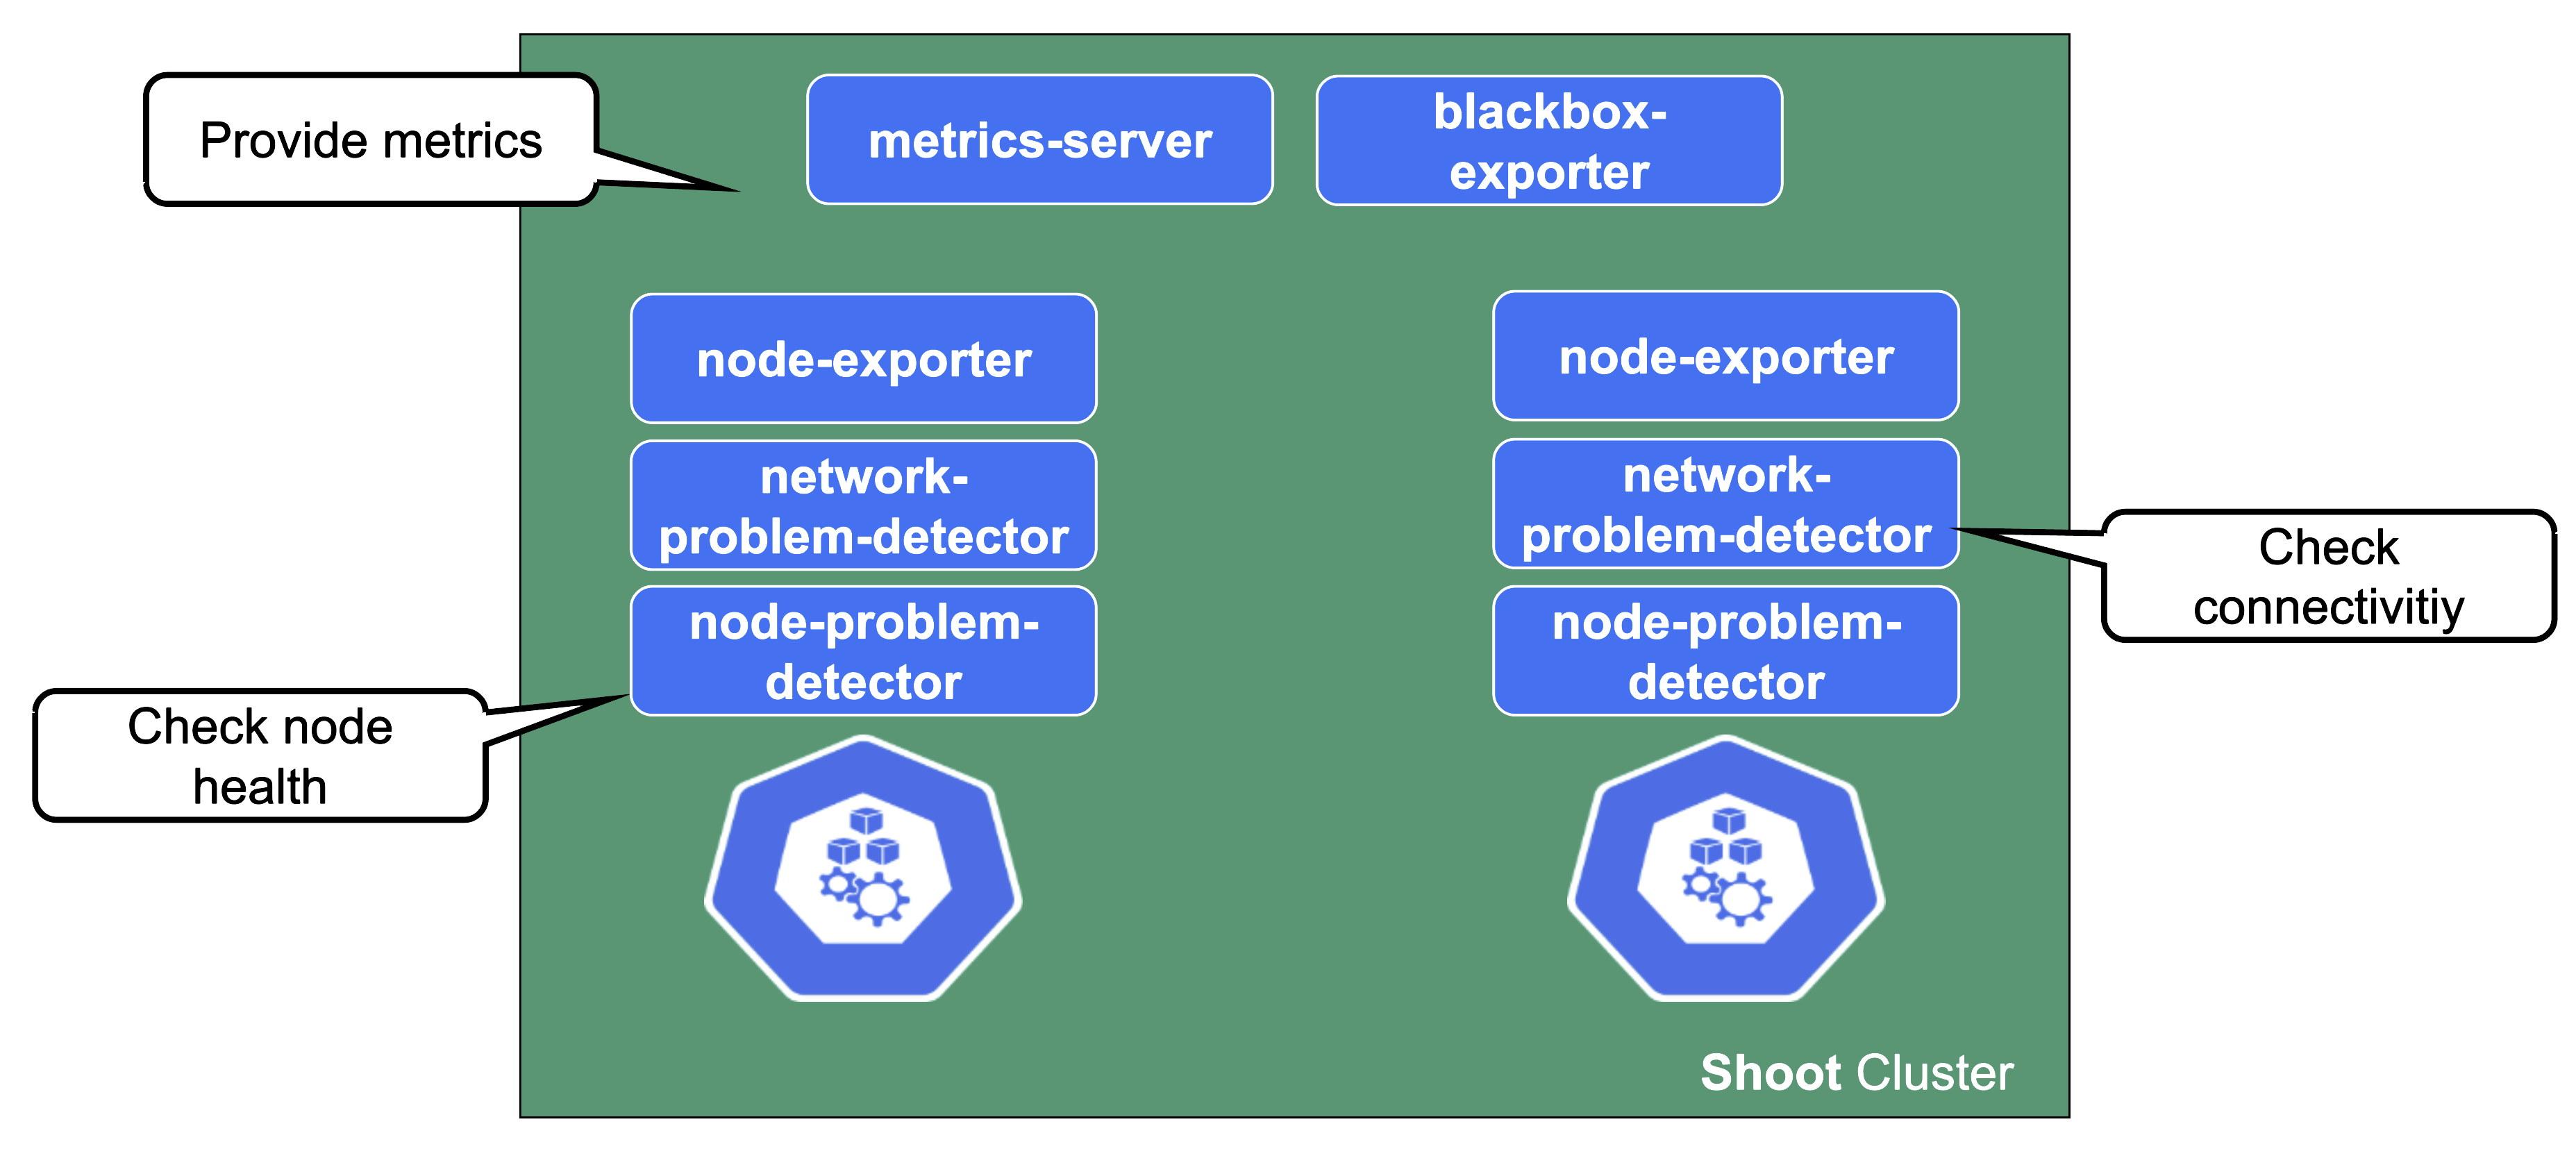 Provide metrics
metrics-server
blackbox-
exporter
node-exporter
node-exporter
network-
problem-detector
network-
problem-detector
Check
connectivitiy
node-problem-
detector
node-problem-
detector
Check node
health
Shoot Cluster